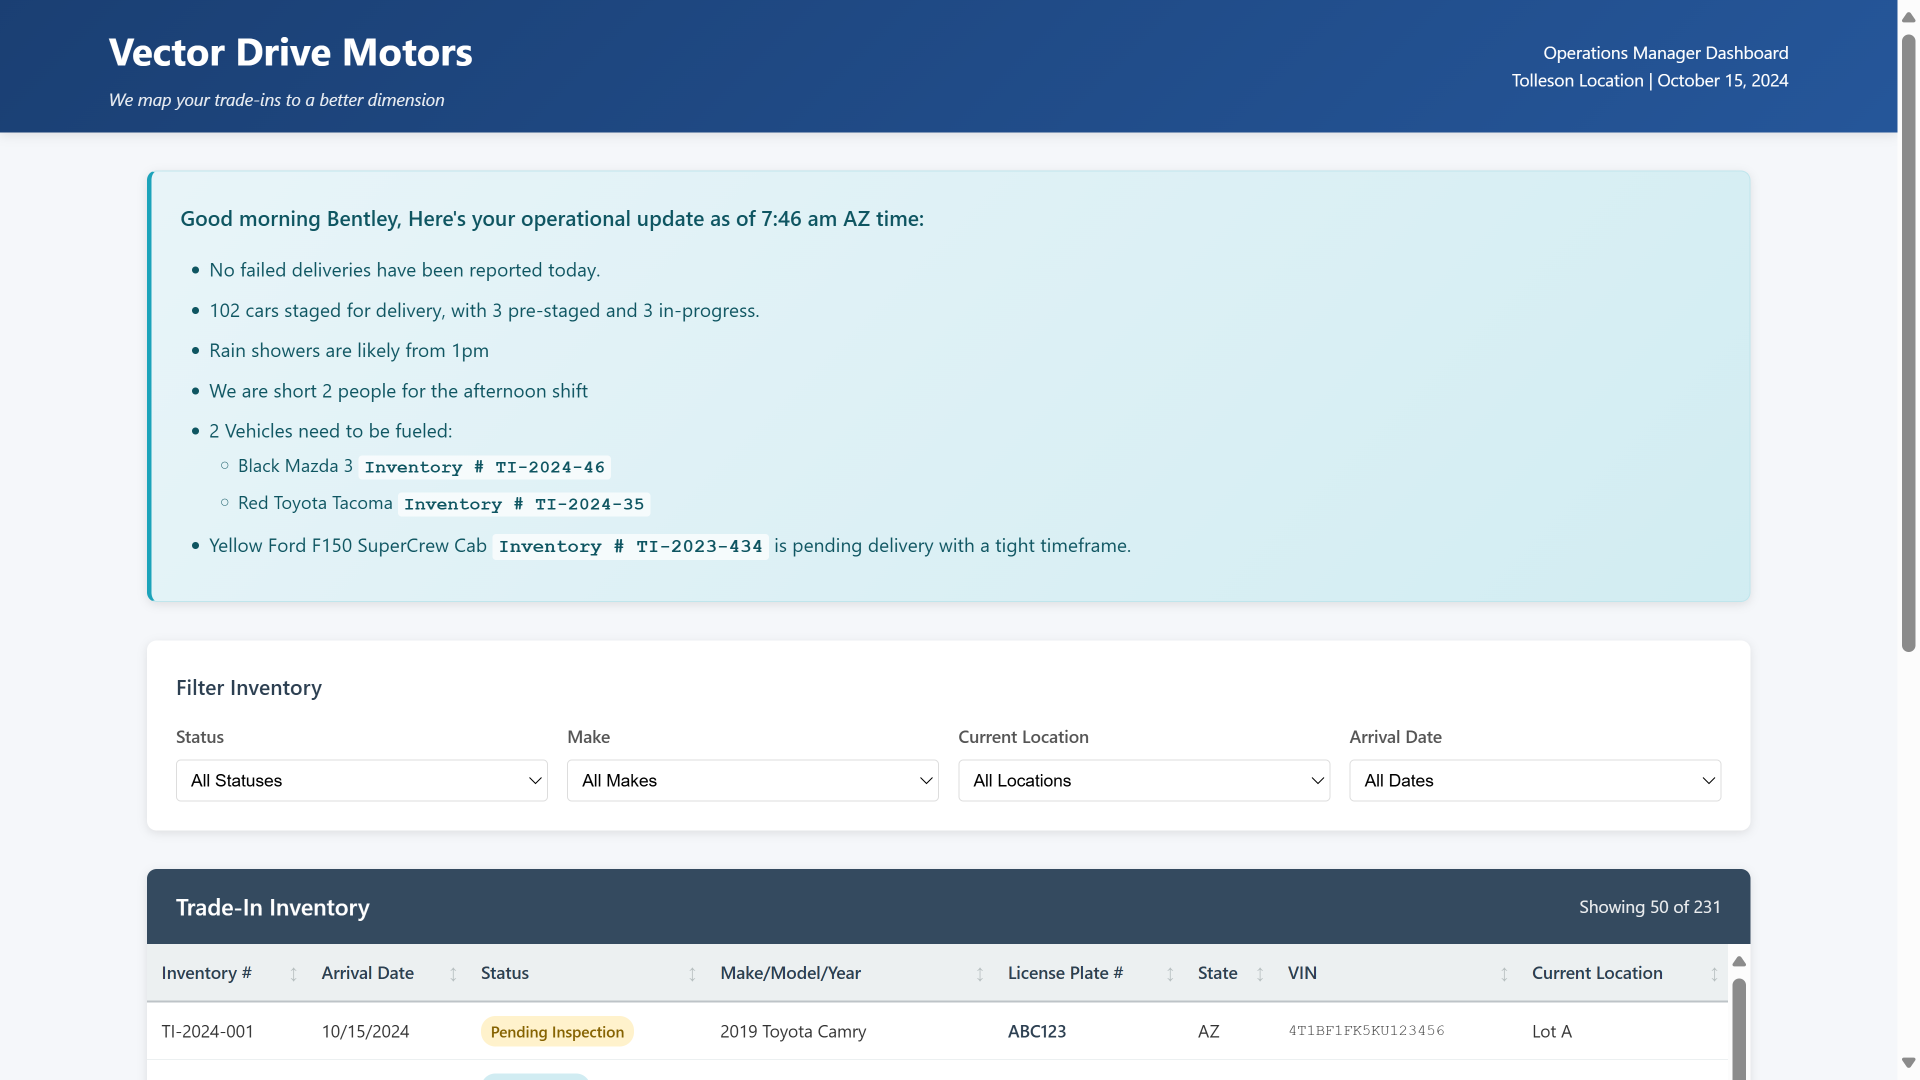 Vector Drive Motors
We map your trade-ins to a better dimension
Operations Manager Dashboard
Tolleson Location | October 15, 2024
Good morning Bentley, Here's your operational update as of 7:46 am AZ time:
No failed deliveries have been reported today.
102 cars staged for delivery, with 3 pre-staged and 3 in-progress.
Rain showers are likely from 1pm
We are short 2 people for the afternoon shift
2 Vehicles need to be fueled:
Black Mazda 3 Inventory # TI-2024-46
Red Toyota Tacoma Inventory # TI-2024-35
Yellow Ford F150 SuperCrew Cab Inventory # TI-2023-434 is pending delivery with a tight timeframe.
Filter Inventory
Status Make Current Location Arrival Date
All Statuses All Makes All Locations All Dates
Trade-In Inventory Showing 50 of 231
Inventory # Arrival Date Status Make/Model/Year License Plate # State VIN Current Location
TI-2024-001 10/15/2024 Pending Inspection 2019 Toyota Camry ABC123 AZ 4T1BF1FK5KU123456 Lot A